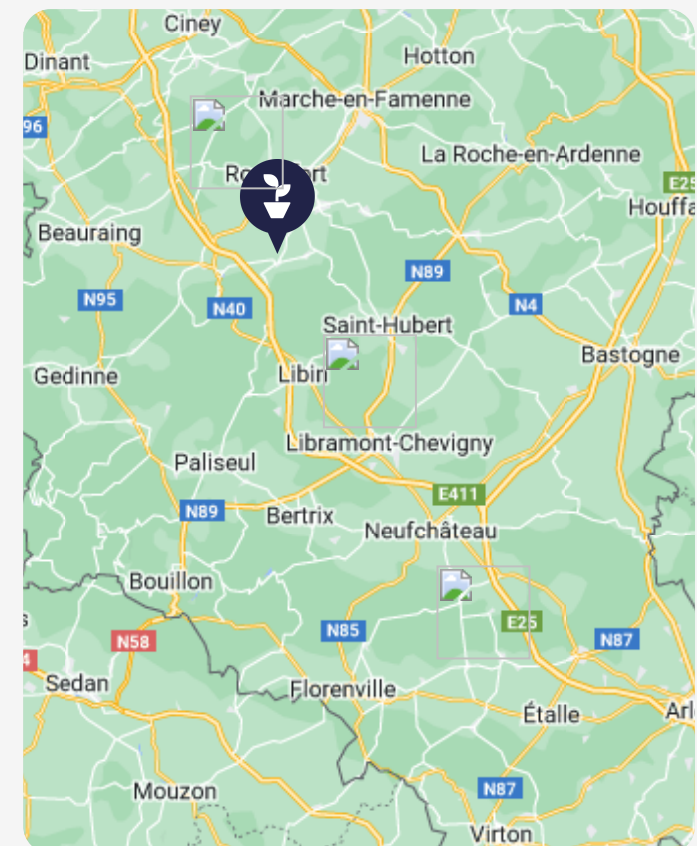 Ciney
Hotton
Dinant
Marche-en-Famenne
96
La Roche-en-Ardenne
E25
Houffa
Beauraing
N89
N95
N40
N4
Saint-Hubert
Bastogne
Gedinne
Libin
Libramont-Chevigny
Paliseul
E411
N89
Bertrix
Neufchâteau
Bouillon
s
E25
N85
N87
N58
4
Sedan
Florenville
Étalle
Arl
N87
Mouzon
Virton